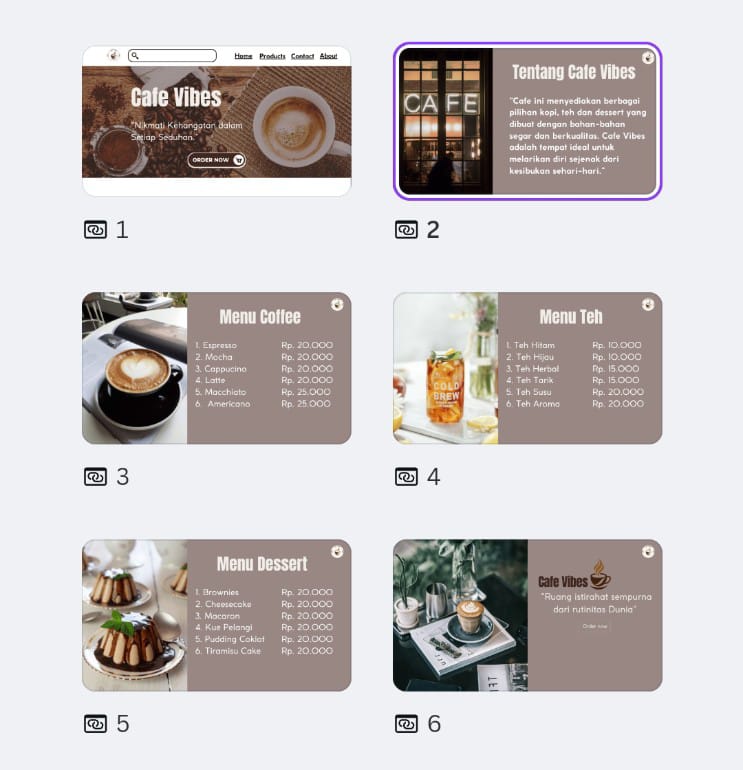 Home Products Contact About
Cafe Vibes
"Nikmati Kehangatan dalam
Setiap Seduhan."
ORDER NOW
1
CAFE
Tentang Cafe Vibes
"Cafe ini menyediakan berbagai
pilihan kopi, teh dan dessert yang
dibuat dengan bahan-bahan
segar dan berkualitas. Cafe Vibes
adalah tempat ideal untuk
melarikan diri sejenak dari
kesibukan sehari-hari."
2
Menu Coffee
1. Espresso Rp. 20.000
2. Mocha Rp. 20.000
3. Cappucino Rp. 20.000
4. Latte Rp. 20.000
5. Macchiato Rp. 25.000
6. Americano Rp. 25.000
3
COLD
BREW
Menu Teh
1. Teh Hitam Rp. 10.000
2. Teh Hijau Rp. 10.000
3. Teh Herbal Rp. 15.000
4. Teh Tarik Rp. 15.000
5. Teh Susu Rp. 20.000
6. Teh Aroma Rp. 20.000
4
Menu Dessert
1. Brownies Rp. 20.000
2. Cheesecake Rp. 20.000
3. Macaron Rp. 20.000
4. Kue Pelangi Rp. 20.000
5. Pudding Coklat Rp. 20.000
6. Tiramisu Cake Rp. 20.000
5
Cafe Vibes
"Ruang istirahat sempurna
dari rutinitas Dunia"
Order now
6